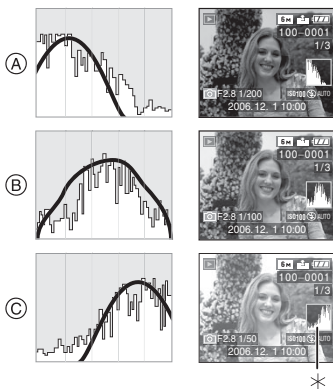 A
5M
100-0001
1/3
F2.8 1/200
ISO100 AUTO
2006.12. 1 10:00
B
5M
100-0001
1/3
F2.8 1/100
ISO100 AUTO
2006.12. 1 10:00
C
5M
100-0001
1/3
F2.8 1/50
ISO100 AUTO
2006.12. 1 10:00
*